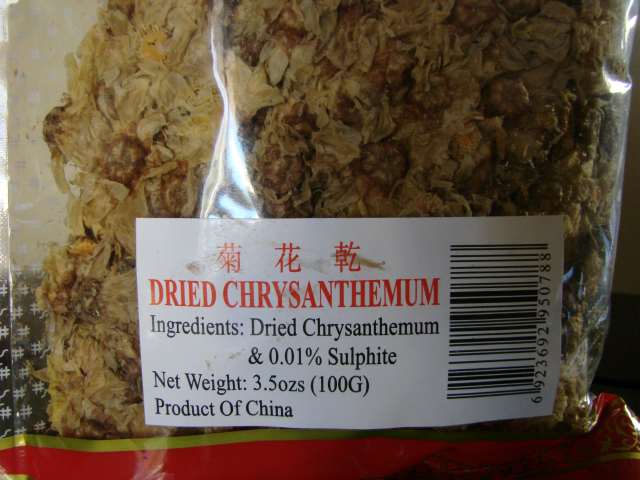 菊花乾
DRIED CHRYSANTHEMUM
Ingredients: Dried Chrysanthemum
& 0.01% Sulphite
Net Weight: 3.5ozs (100G)
Product Of China
6923692950788